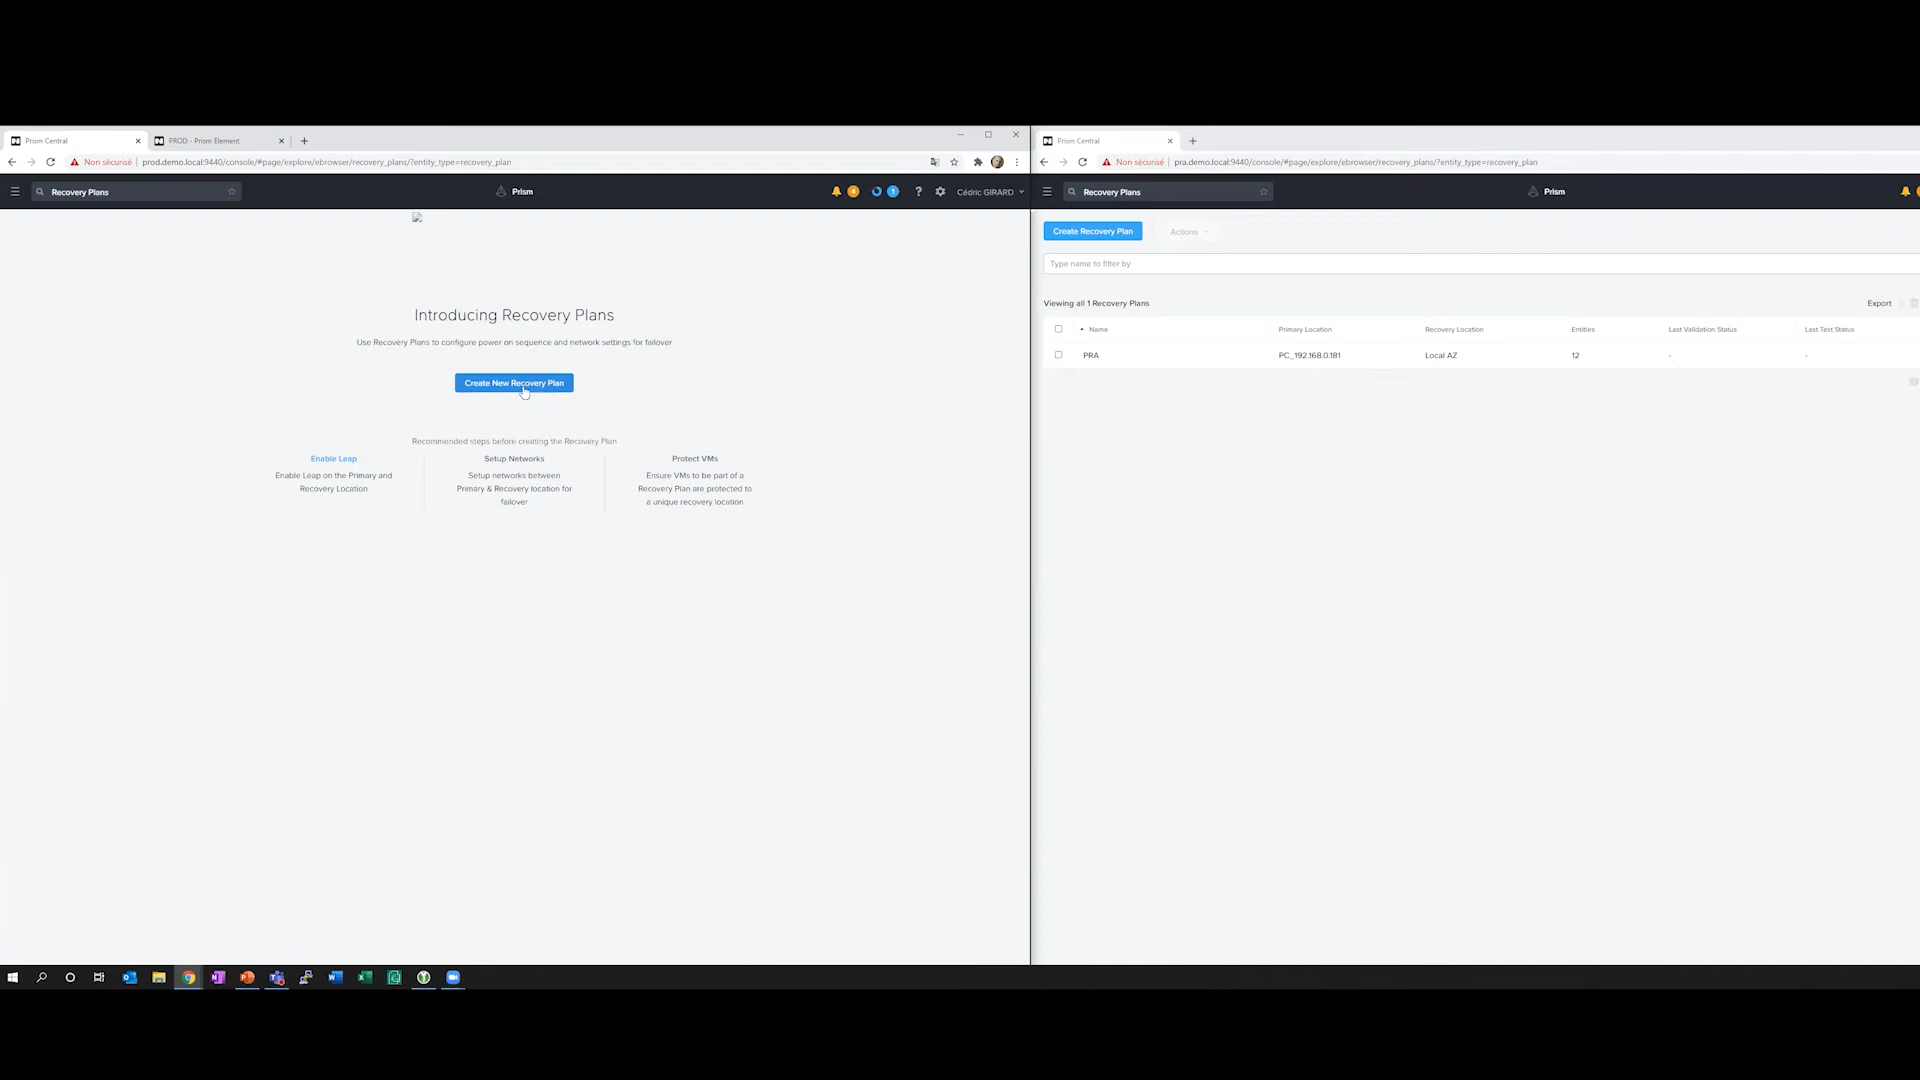 Prism Central
PROD - Prism Element
Non sécurisé
prod.demo.local:9440/console/#page/explore/ebrowser/recovery_plans/?entity_type=recovery_plan
Recovery Plans
Prism
4
1
?
Cédric GIRARD
Introducing Recovery Plans
Use Recovery Plans to configure power on sequence and network settings for failover
Create New Recovery Plan
Recommended steps before creating the Recovery Plan
Enable Leap
Enable Leap on the Primary and
Recovery Location
Setup Networks
Setup networks between
Primary & Recovery location for
failover
Protect VMs
Ensure VMs to be part of a
Recovery Plan are protected to
a unique recovery location
Prism Central
Non sécurisé
pra.demo.local:9440/console/#page/explore/ebrowser/recovery_plans/?entity_type=recovery_plan
Recovery Plans
Prism
Create Recovery Plan
Actions
Type name to filter by
Viewing all 1 Recovery Plans
Export
Name Primary Location Recovery Location Entities Last Validation Status Last Test Status
PRA PC_192.168.0.181 Local AZ 12 - -